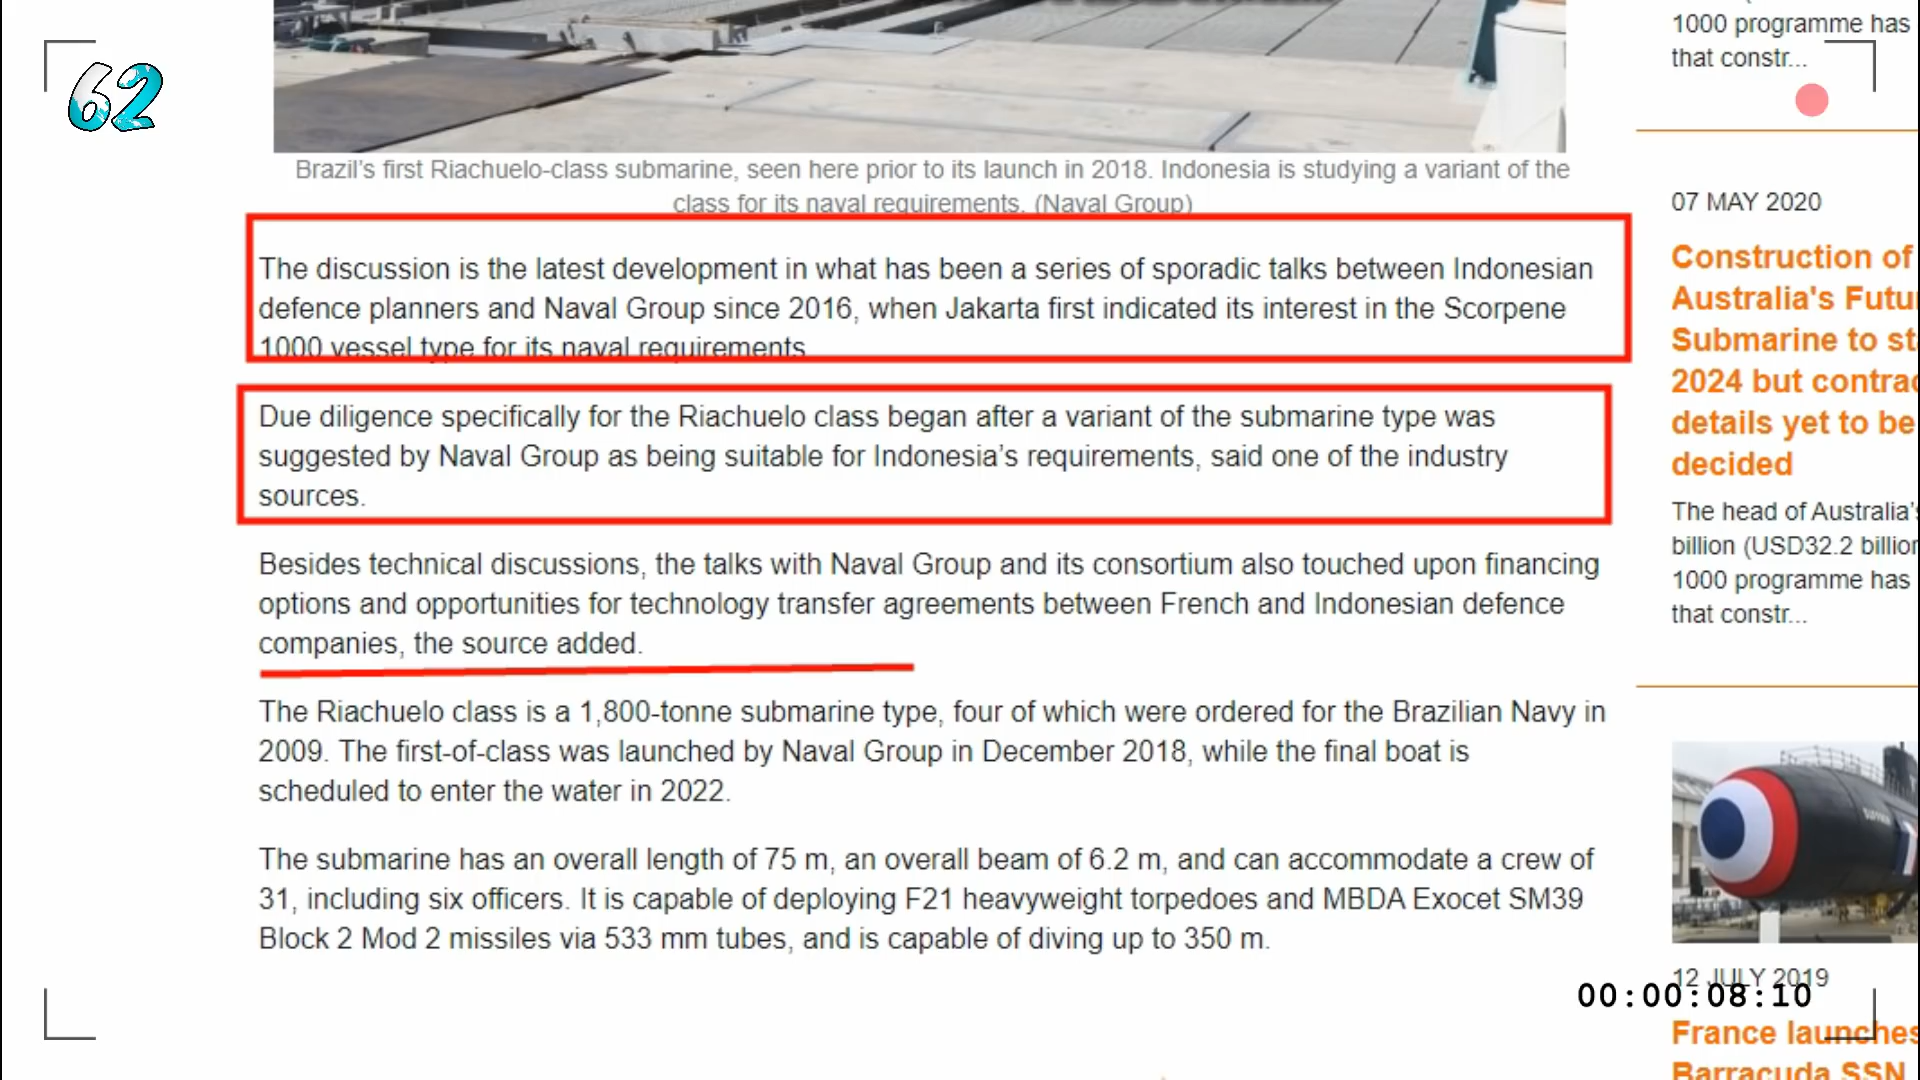 62
1000 programme has
that constr...
Brazil's first Riachuelo-class submarine, seen here prior to its launch in 2018. Indonesia is studying a variant of the
class for its naval requirements. (Naval Group)
The discussion is the latest development in what has been a series of sporadic talks between Indonesian
defence planners and Naval Group since 2016, when Jakarta first indicated its interest in the Scorpene
1000 vessel type for its naval requirements
Due diligence specifically for the Riachuelo class began after a variant of the submarine type was
suggested by Naval Group as being suitable for Indonesia's requirements, said one of the industry
sources.
Besides technical discussions, the talks with Naval Group and its consortium also touched upon financing
options and opportunities for technology transfer agreements between French and Indonesian defence
companies, the source added.
The Riachuelo class is a 1,800-tonne submarine type, four of which were ordered for the Brazilian Navy in
2009. The first-of-class was launched by Naval Group in December 2018, while the final boat is
scheduled to enter the water in 2022.
The submarine has an overall length of 75 m, an overall beam of 6.2 m, and can accommodate a crew of
31, including six officers. It is capable of deploying F21 heavyweight torpedoes and MBDA Exocet SM39
Block 2 Mod 2 missiles via 533 mm tubes, and is capable of diving up to 350 m.
07 MAY 2020
Construction of
Australia's Futu
Submarine to st
2024 but contrac
details yet to be
decided
The head of Australia's
billion (USD32.2 billion
1000 programme has
that constr...
12 JULY 2019
00:00:08:10
France launches
Barracuda SSN